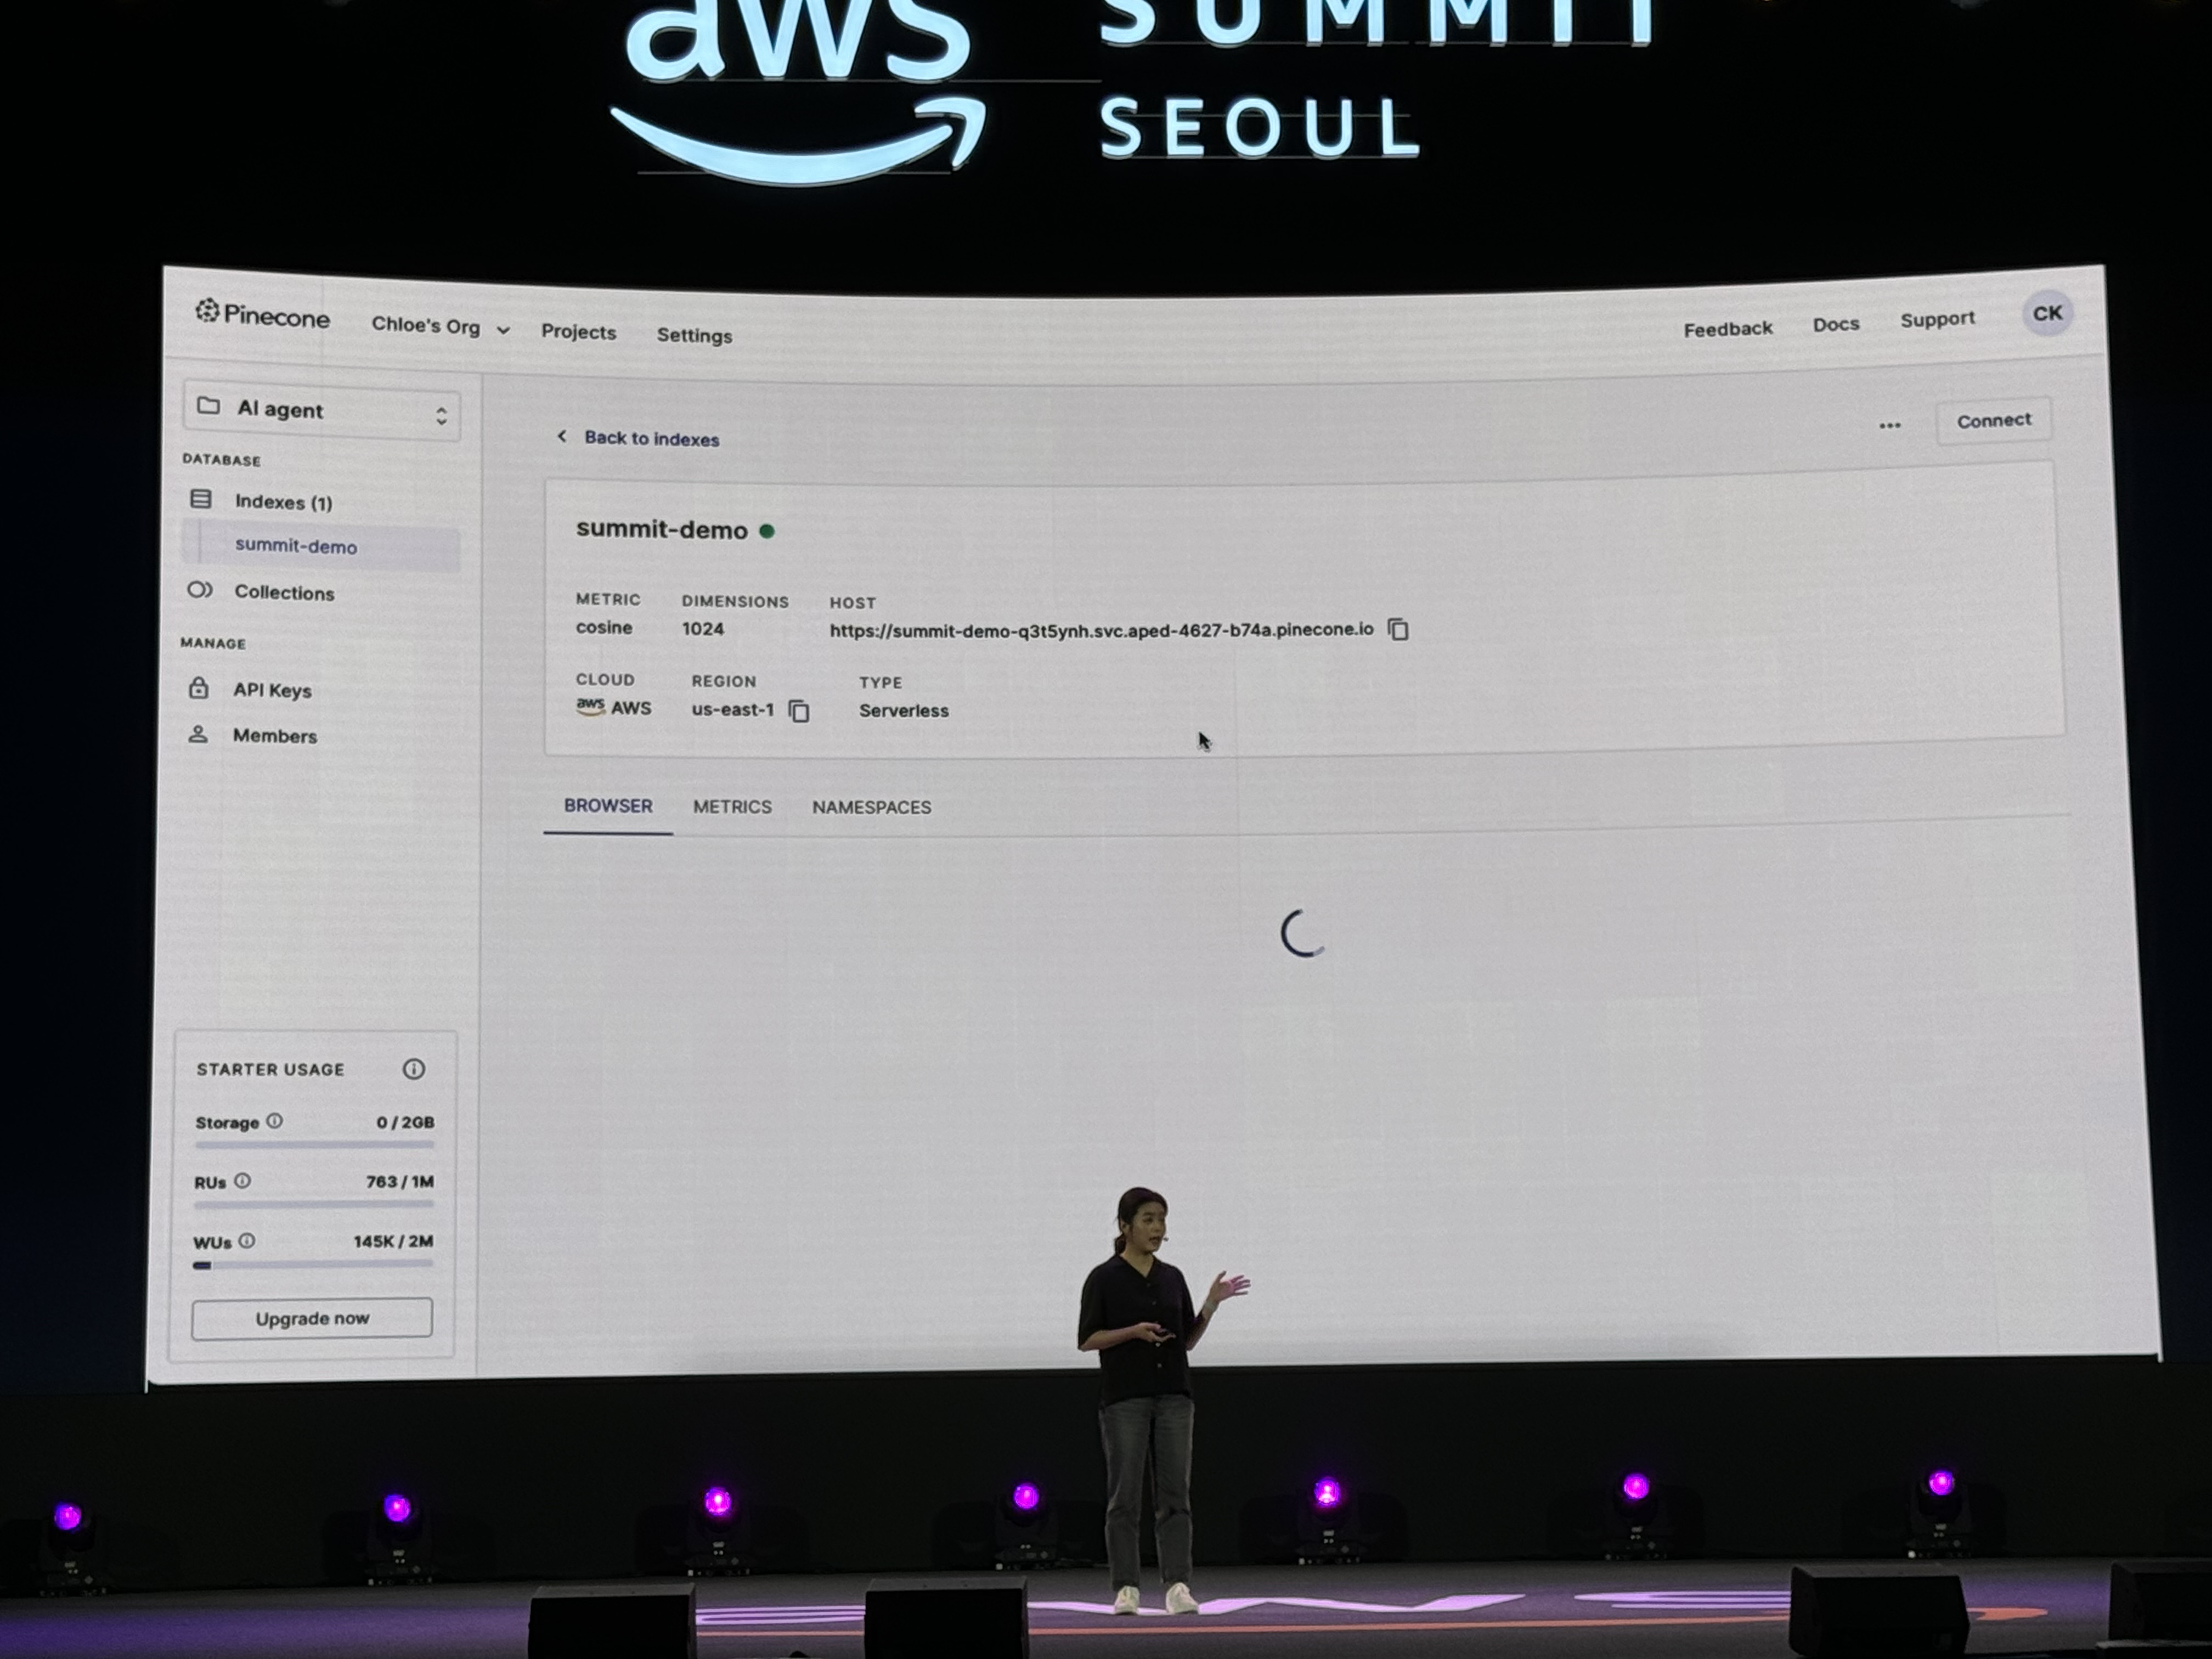 aws
SUMMIT
SEOUL
Pinecone
Chloe's Org
Projects
Settings
Feedback
Docs
Support
CK
AI agent
DATABASE
Indexes (1)
summit-demo
Collections
MANAGE
API Keys
Members
Back to indexes
... Connect
summit-demo
METRIC DIMENSIONS HOST
cosine 1024 https://summit-demo-q3t5ynh.svc.aped-4627-b74a.pinecone.io
CLOUD REGION TYPE
aws AWS us-east-1 Serverless
BROWSER METRICS NAMESPACES
STARTER USAGE
Storage 0 / 2GB
RUs 763 / 1M
WUs 145K / 2M
Upgrade now